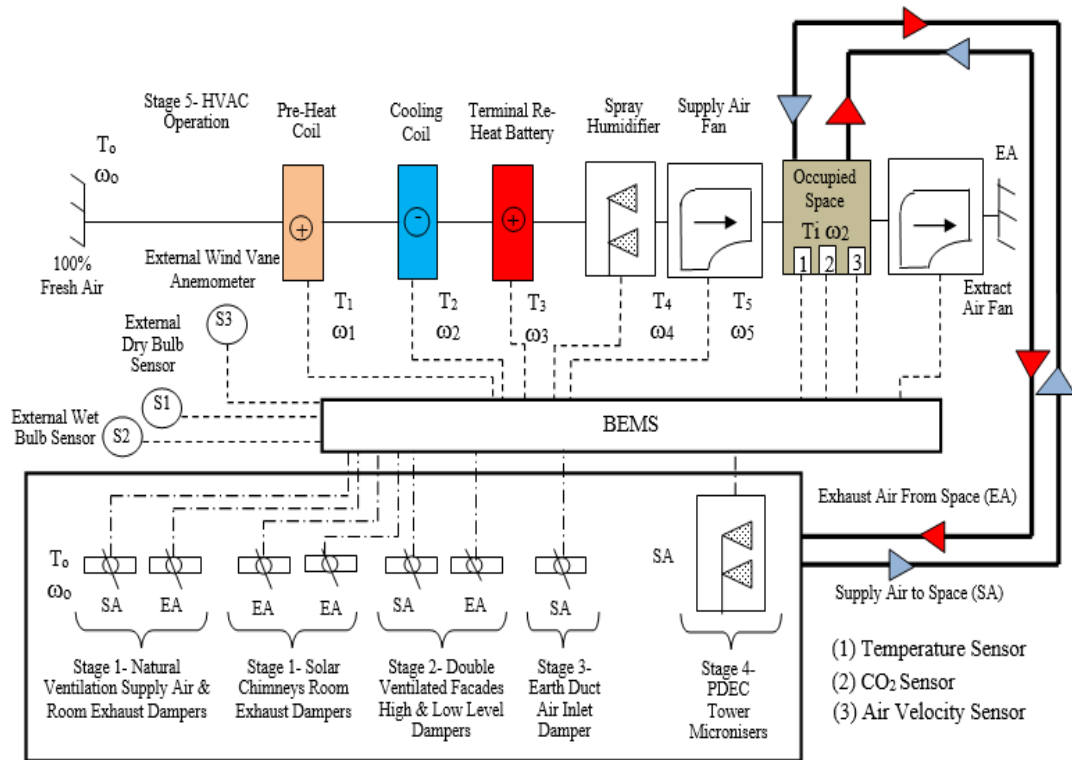 Stage 5- HVAC
Operation
Pre-Heat
Coil
Cooling
Coil
Terminal Re-
Heat Battery
Spray
Humidifier
Supply Air
Fan
EA
Tₒ
ωₒ
+
-
+
Occupied
Space
Ti ω2
1 2 3
100%
Fresh Air
External Wind Vane
Anemometer
Extract
Air Fan
T₁
ω1
T₂
ω2
T₃
ω3
T₄
ω4
T₅
ω5
S3
External
Dry Bulb
Sensor
S1
External Wet
Bulb Sensor
S2
BEMS
Exhaust Air From Space (EA)
Supply Air to Space (SA)
Tₒ
ωₒ
SA
EA
EA
EA
SA
EA
SA
SA
Stage 1- Natural
Ventilation Supply Air &
Room Exhaust Dampers
Stage 1- Solar
Chimneys Room
Exhaust Dampers
Stage 2- Double
Ventilated Facades
High & Low Level
Dampers
Stage 3-
Earth Duct
Air Inlet
Damper
Stage 4-
PDEC
Tower
Micronisers
(1) Temperature Sensor
(2) CO₂ Sensor
(3) Air Velocity Sensor